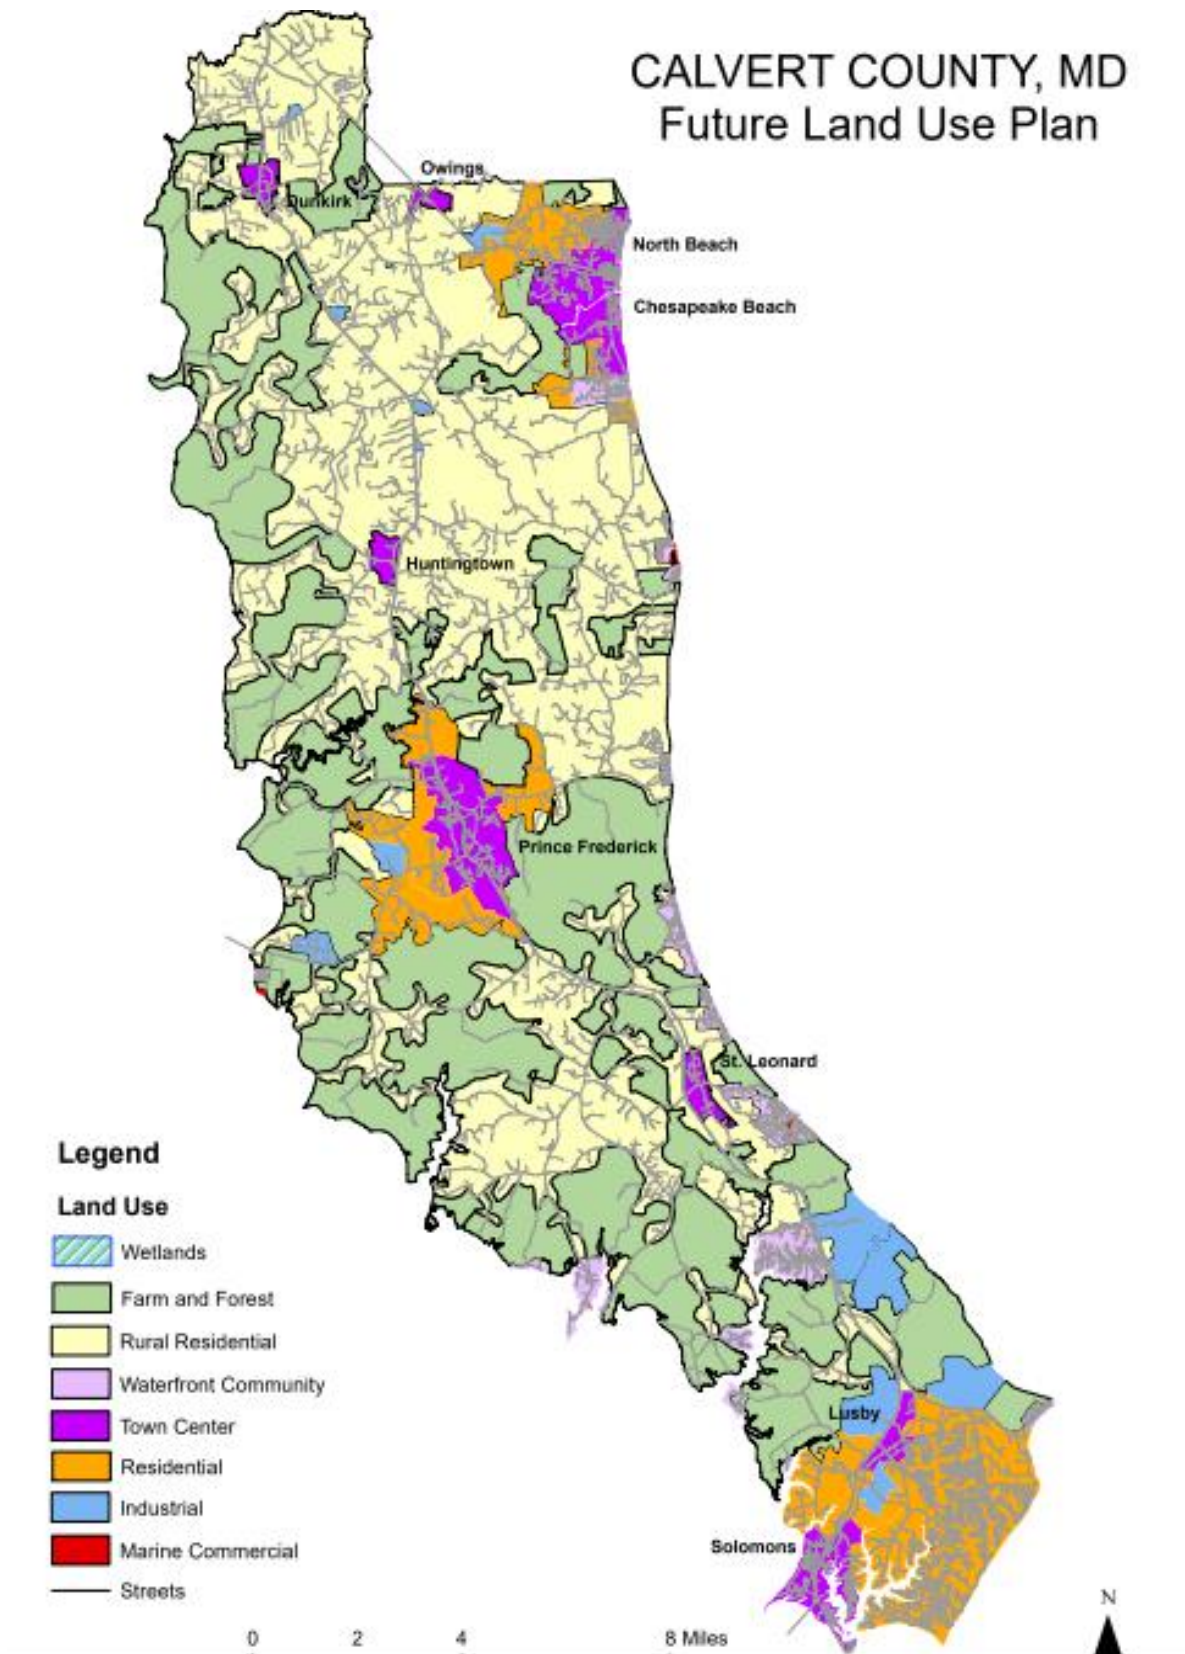 CALVERT COUNTY, MD
Future Land Use Plan
Owings
Dunkirk
North Beach
Chesapeake Beach
Huntingtown
Prince Frederick
St. Leonard
Legend
Land Use
Wetlands
Farm and Forest
Rural Residential
Waterfront Community
Town Center
Residential
Industrial
Marine Commercial
Streets
Lusby
Solomons
N
0 2 4 8 Miles